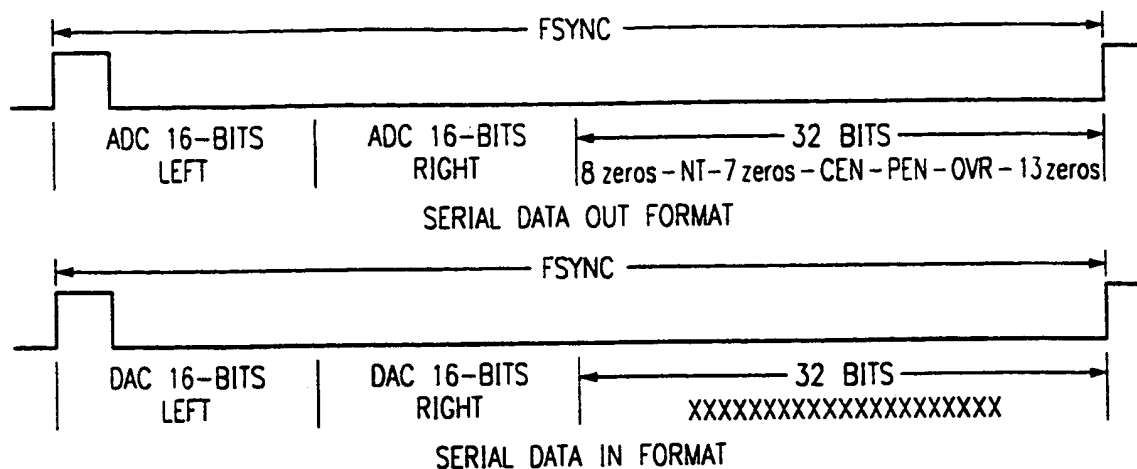 FSYNC
ADC 16-BITS
LEFT
ADC 16-BITS
RIGHT
32 BITS
8 zeros-NT-7 zeros-CEN-PEN-OVR-13 zeros
SERIAL DATA OUT FORMAT
FSYNC
DAC 16-BITS
LEFT
DAC 16-BITS
RIGHT
32 BITS
XXXXXXXXXXXXXXXXXXXXX
SERIAL DATA IN FORMAT